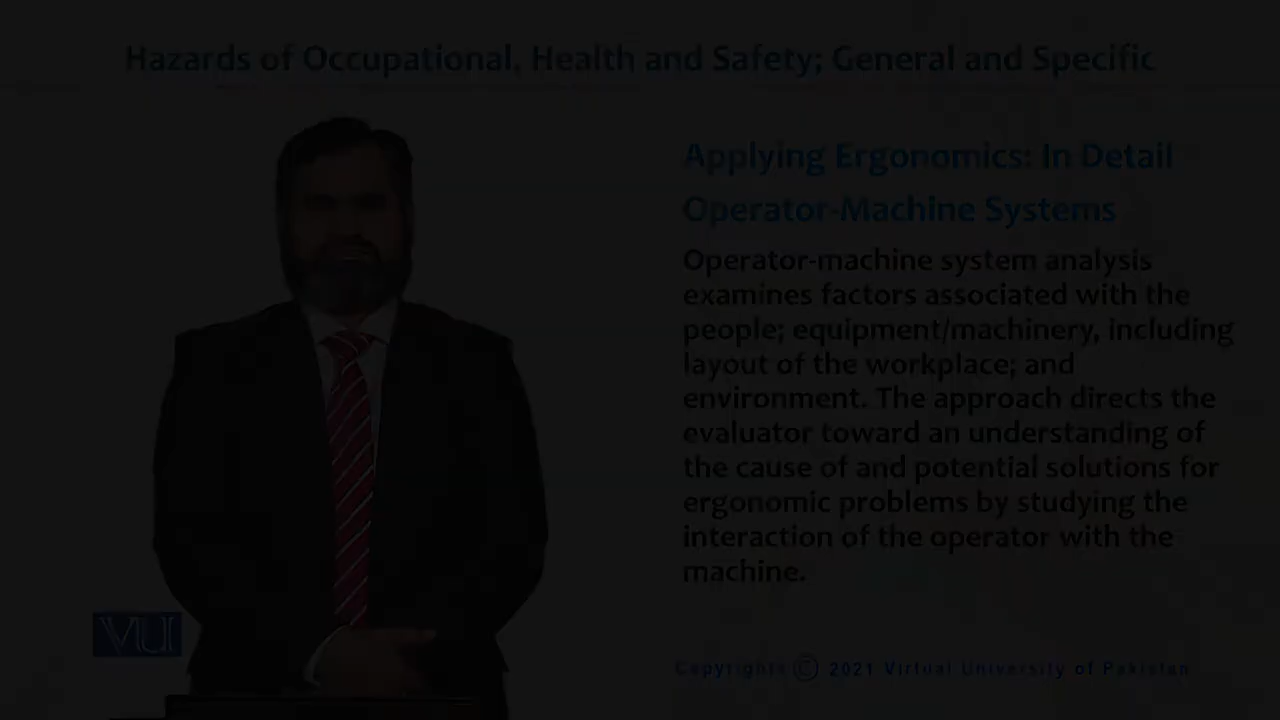 Hazards of Occupational, Health and Safety; General and Specific
Applying Ergonomics: In Detail
Operator-Machine Systems
Operator-machine system analysis
examines factors associated with the
people; equipment/machinery, including
layout of the workplace; and
environment. The approach directs the
evaluator toward an understanding of
the cause of and potential solutions for
ergonomic problems by studying the
interaction of the operator with the
machine.
VU
Copyrights © 2021 Virtual University of Pakistan